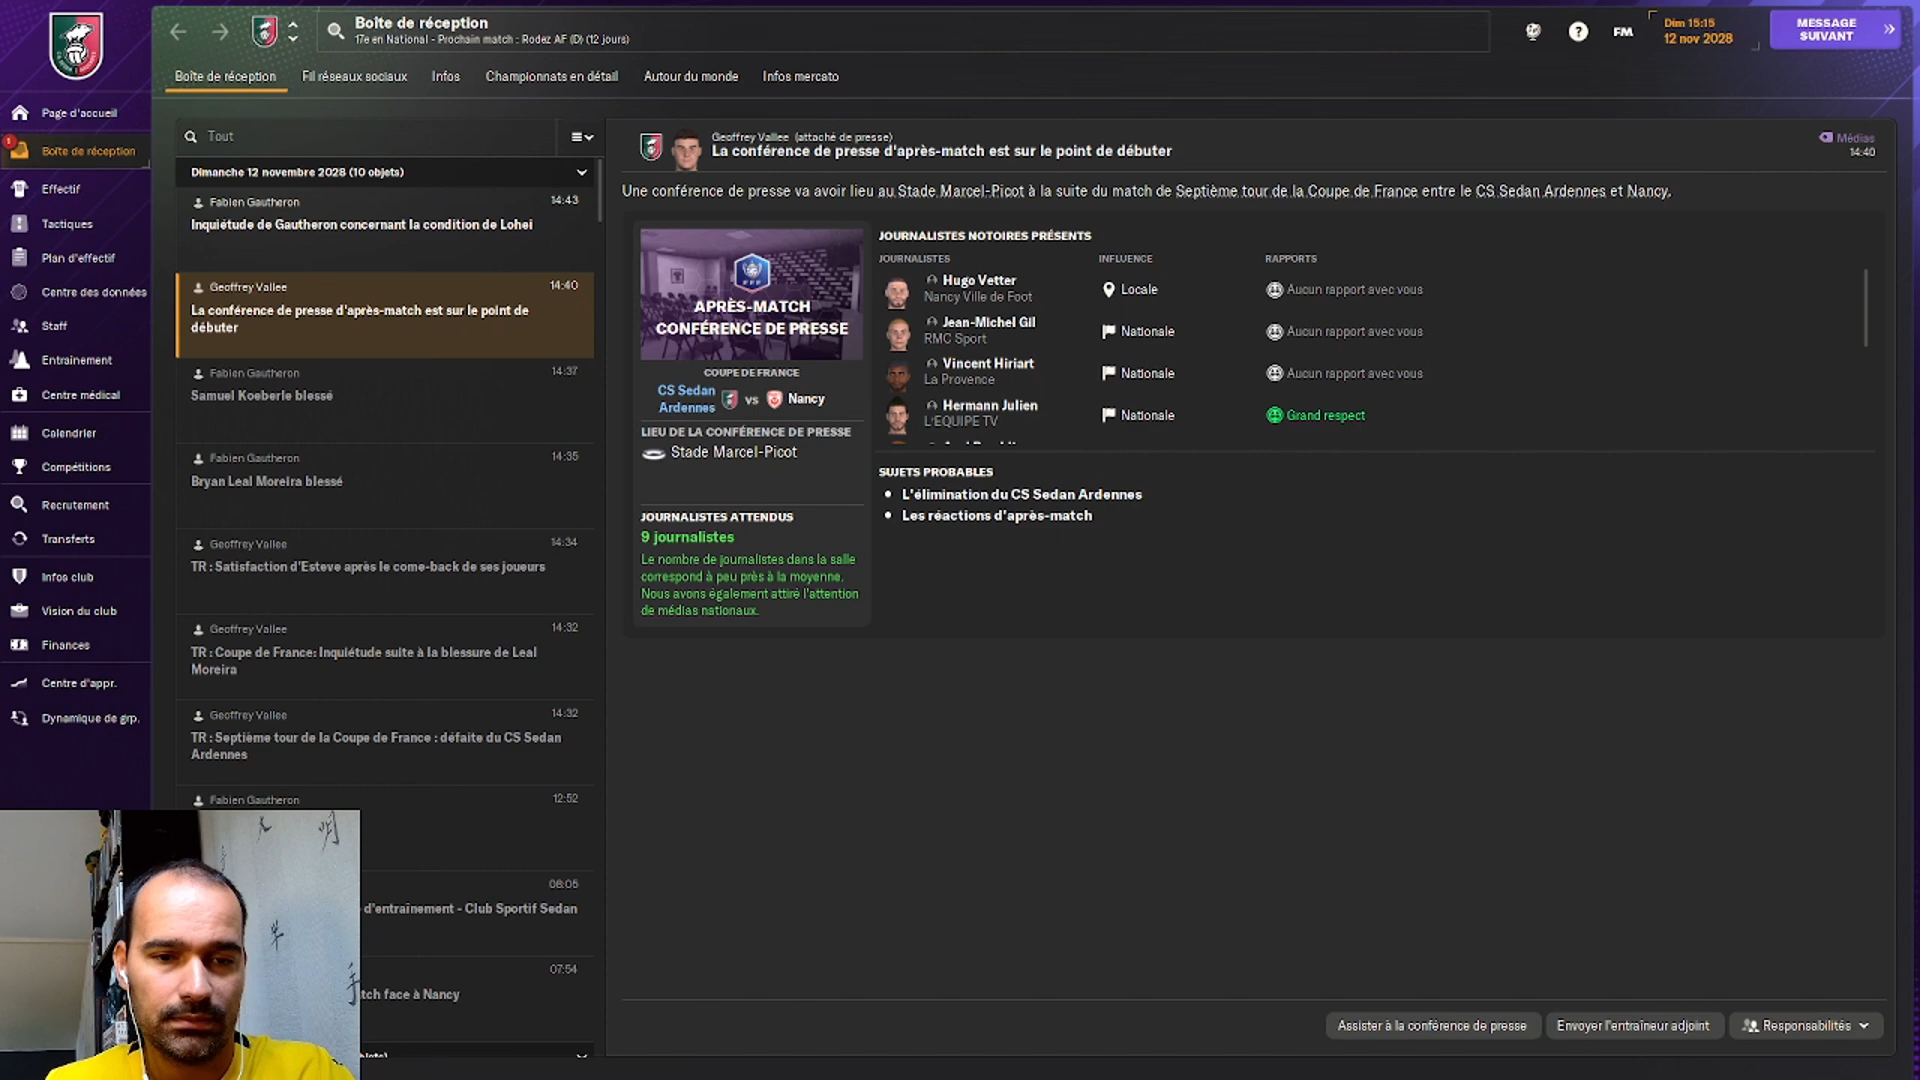 Boîte de réception
17e en National - Prochain match : Rodez AF (D) (12 jours)
FM
Dim 15:15
12 nov 2028
MESSAGE
SUIVANT
Boîte de réception
Fil réseaux sociaux
Infos
Championnats en détail
Autour du monde
Infos mercato
Page d'accueil
1
Boîte de réception
Effectif
Tactiques
Plan d'effectif
Centre des données
Staff
Entraînement
Centre médical
Calendrier
Compétitions
Recrutement
Transferts
Infos club
Vision du club
Finances
Centre d'appr.
Dynamique de grp.
Tout
Dimanche 12 novembre 2028 (10 objets)
Fabien Gautheron
14:43
Inquiétude de Gautheron concernant la condition de Lohei
Geoffrey Vallee
14:40
La conférence de presse d'après-match est sur le point de
débuter
Fabien Gautheron
14:37
Samuel Koeberle blessé
Fabien Gautheron
14:35
Bryan Leal Moreira blessé
Geoffrey Vallee
14:34
TR : Satisfaction d'Esteve après le come-back de ses joueurs
Geoffrey Vallee
14:32
TR : Coupe de France: Inquiétude suite à la blessure de Leal
Moreira
Geoffrey Vallee
14:32
TR : Septième tour de la Coupe de France : défaite du CS Sedan
Ardennes
Fabien Gautheron
12:52
08:05
d'entraînement - Club Sportif Sedan
07:54
tch face à Nancy
Geoffrey Vallee (attaché de presse)
La conférence de presse d'après-match est sur le point de débuter
Médias
14:40
Une conférence de presse va avoir lieu au Stade Marcel-Picot à la suite du match de Septième tour de la Coupe de France entre le CS Sedan Ardennes et Nancy.
APRÈS-MATCH
CONFÉRENCE DE PRESSE
COUPE DE FRANCE
CS Sedan
Ardennes
vs
Nancy
LIEU DE LA CONFÉRENCE DE PRESSE
Stade Marcel-Picot
JOURNALISTES ATTENDUS
9 journalistes
Le nombre de journalistes dans la salle
correspond à peu près à la moyenne.
Nous avons également attiré l'attention
de médias nationaux.
JOURNALISTES NOTOIRES PRÉSENTS
JOURNALISTES
INFLUENCE
RAPPORTS
Hugo Vetter
Nancy Ville de Foot
Locale
Aucun rapport avec vous
Jean-Michel Gil
RMC Sport
Nationale
Aucun rapport avec vous
Vincent Hiriart
La Provence
Nationale
Aucun rapport avec vous
Hermann Julien
L'EQUIPE TV
Nationale
Grand respect
SUJETS PROBABLES
L'élimination du CS Sedan Ardennes
Les réactions d'après-match
Assister à la conférence de presse
Envoyer l'entraîneur adjoint
Responsabilités